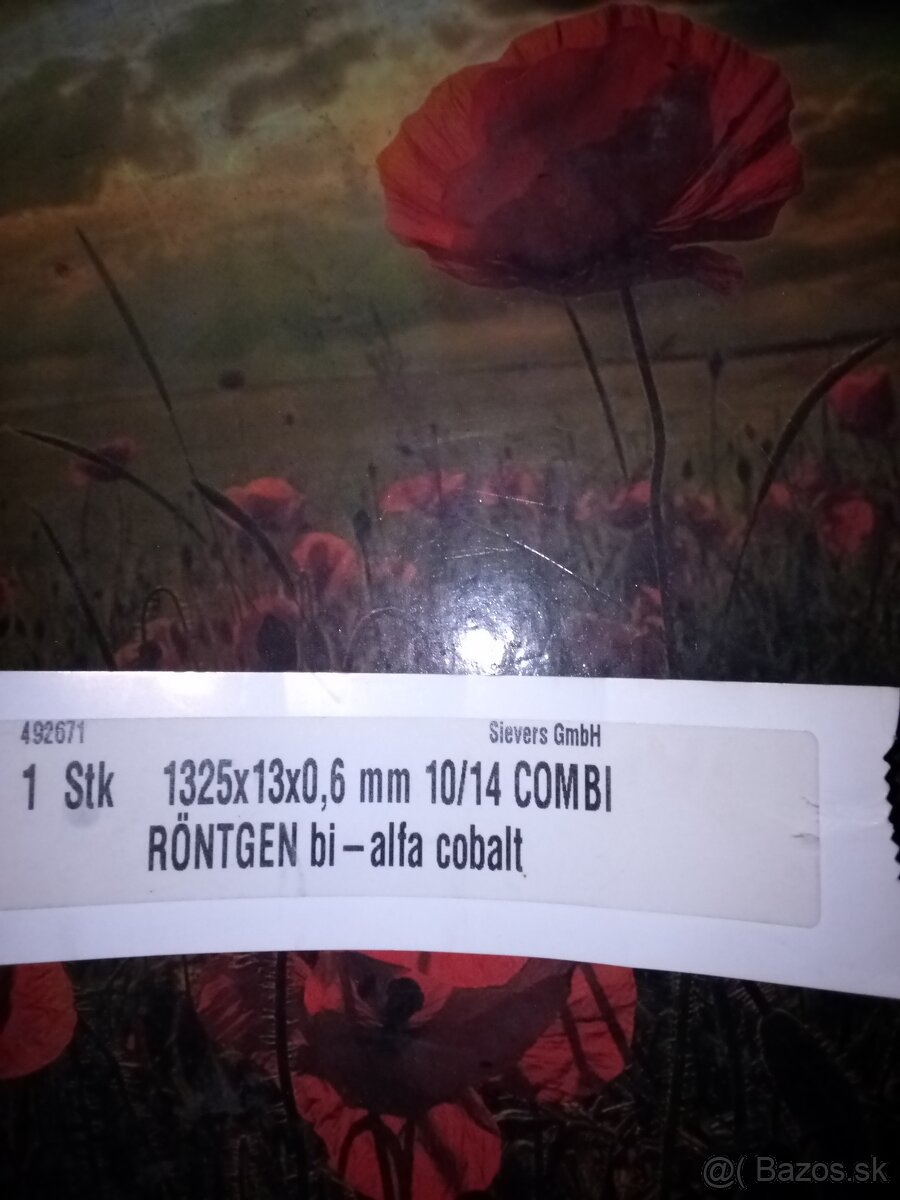 492671 Sievers GmbH
1 Stk 1325x13x0,6 mm 10/14 COMBI
RÖNTGEN bi-alfa cobalt
@( Bazos.sk